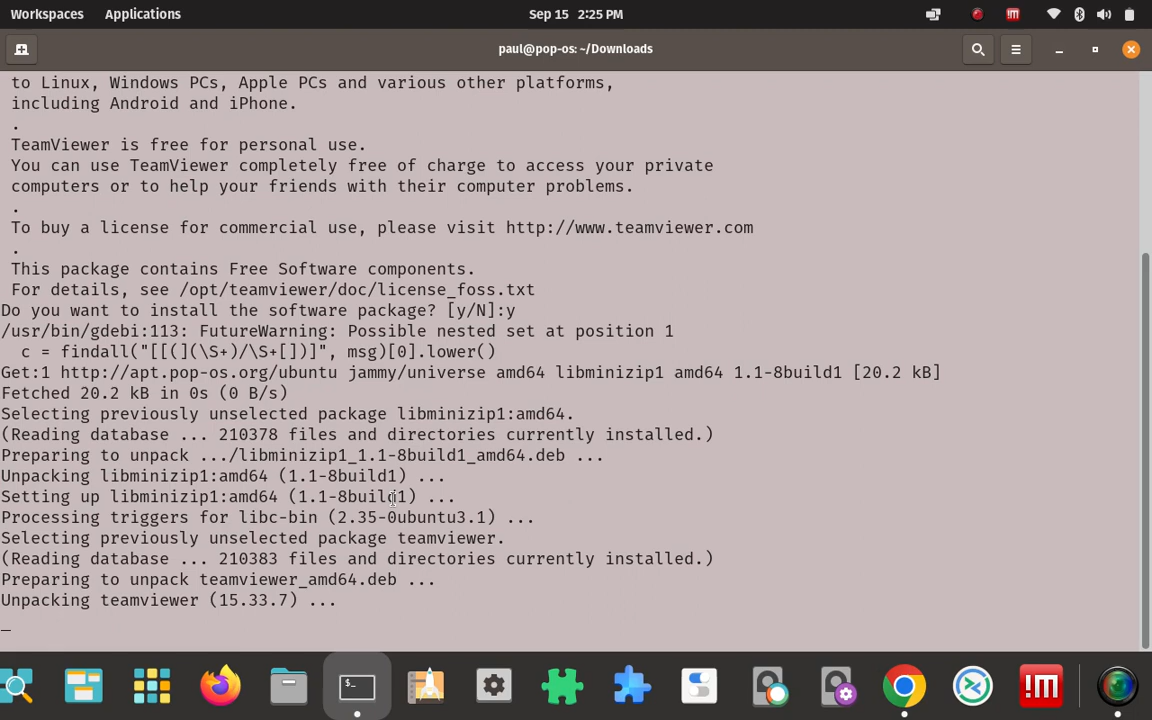 Workspaces Applications Sep 15 2:25 PM
paul@pop-os: ~/Downloads
to Linux, Windows PCs, Apple PCs and various other platforms,
including Android and iPhone.
.
TeamViewer is free for personal use.
You can use TeamViewer completely free of charge to access your private
computers or to help your friends with their computer problems.
.
To buy a license for commercial use, please visit http://www.teamviewer.com
.
This package contains Free Software components.
For details, see /opt/teamviewer/doc/license_foss.txt
Do you want to install the software package? [y/N]:y
/usr/bin/gdebi:113: FutureWarning: Possible nested set at position 1
c = findall("[[(](\S+)/\S+[])]", msg)[0].lower()
Get:1 http://apt.pop-os.org/ubuntu jammy/universe amd64 libminizip1 amd64 1.1-8build1 [20.2 kB]
Fetched 20.2 kB in 0s (0 B/s)
Selecting previously unselected package libminizip1:amd64.
(Reading database ... 210378 files and directories currently installed.)
Preparing to unpack .../libminizip1_1.1-8build1_amd64.deb ...
Unpacking libminizip1:amd64 (1.1-8build1) ...
Setting up libminizip1:amd64 (1.1-8build1) ...
Processing triggers for libc-bin (2.35-0ubuntu3.1) ...
Selecting previously unselected package teamviewer.
(Reading database ... 210383 files and directories currently installed.)
Preparing to unpack teamviewer_amd64.deb ...
Unpacking teamviewer (15.33.7) ...
$_ !M